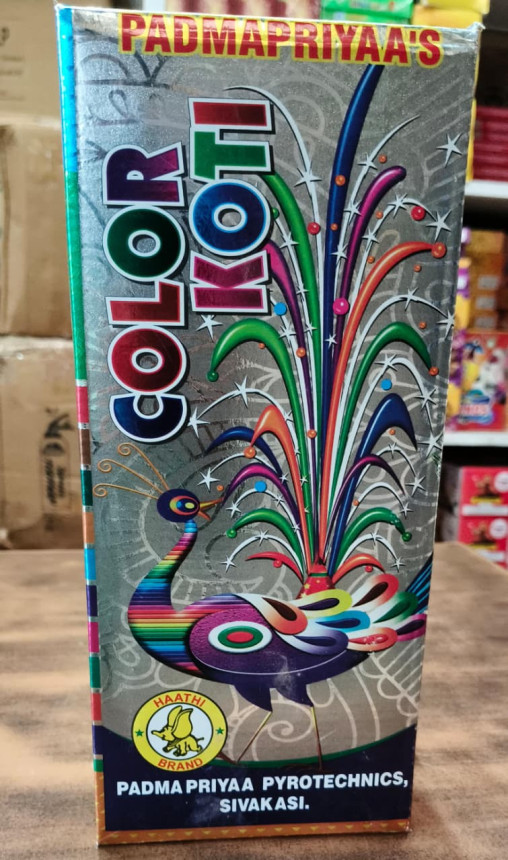 PADMAPRIYAA'S
COLOR
KOTI
HAATHI
BRAND
PADMA PRIYAA PYROTECHNICS,
SIVAKASI.